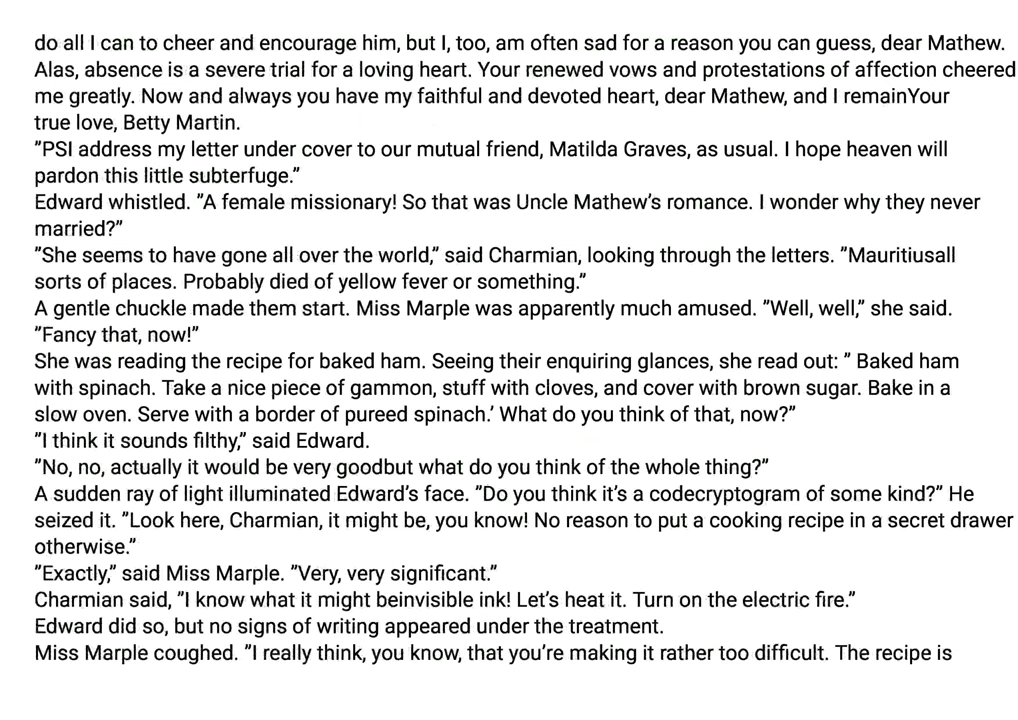 do all I can to cheer and encourage him, but I, too, am often sad for a reason you can guess, dear Mathew.
Alas, absence is a severe trial for a loving heart. Your renewed vows and protestations of affection cheered
me greatly. Now and always you have my faithful and devoted heart, dear Mathew, and I remainYour
true love, Betty Martin.
”PSI address my letter under cover to our mutual friend, Matilda Graves, as usual. I hope heaven will
pardon this little subterfuge.”
Edward whistled. ”A female missionary! So that was Uncle Mathew’s romance. I wonder why they never
married?”
”She seems to have gone all over the world,” said Charmian, looking through the letters. ”Mauritiusall
sorts of places. Probably died of yellow fever or something.”
A gentle chuckle made them start. Miss Marple was apparently much amused. ”Well, well,” she said.
”Fancy that, now!”
She was reading the recipe for baked ham. Seeing their enquiring glances, she read out: ” Baked ham
with spinach. Take a nice piece of gammon, stuff with cloves, and cover with brown sugar. Bake in a
slow oven. Serve with a border of pureed spinach.’ What do you think of that, now?”
”I think it sounds filthy,” said Edward.
”No, no, actually it would be very goodbut what do you think of the whole thing?”
A sudden ray of light illuminated Edward’s face. ”Do you think it’s a codecryptogram of some kind?” He
seized it. ”Look here, Charmian, it might be, you know! No reason to put a cooking recipe in a secret drawer
otherwise.”
”Exactly,” said Miss Marple. ”Very, very significant.”
Charmian said, ”I know what it might beinvisible ink! Let’s heat it. Turn on the electric fire.”
Edward did so, but no signs of writing appeared under the treatment.
Miss Marple coughed. ”I really think, you know, that you’re making it rather too difficult. The recipe is